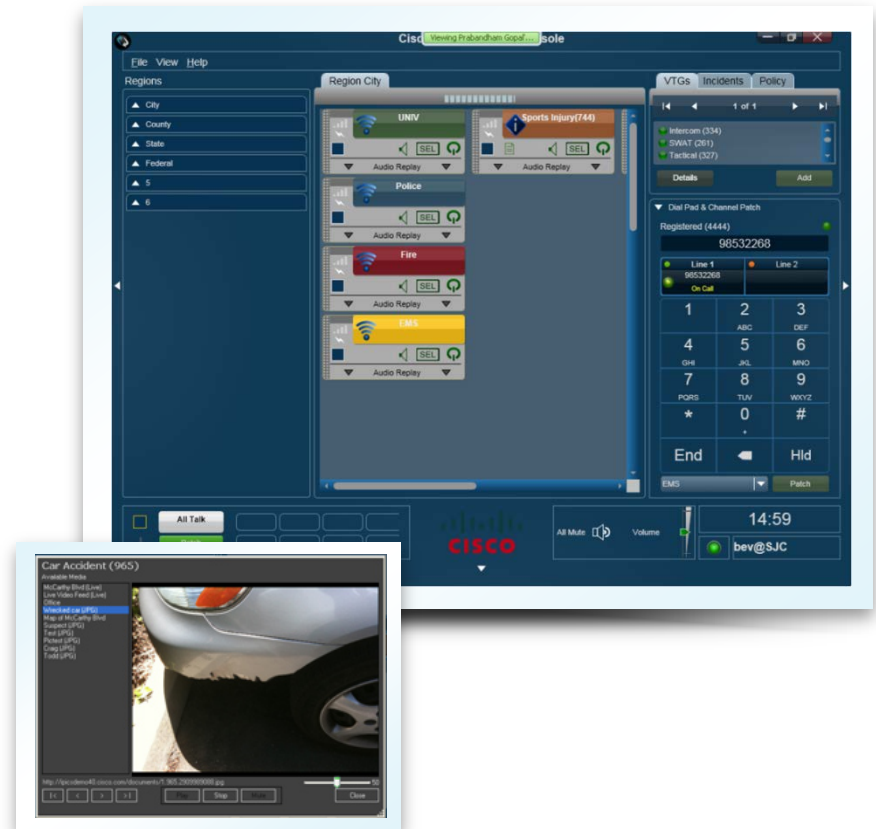 Cisc
Viewing Prabandham Gopal'...
sole
File View Help
Regions
City
County
State
Federal
5
6
Region City
UNIV
SEL
Audio Replay
Police
SEL
Audio Replay
Fire
SEL
Audio Replay
EMS
SEL
Audio Replay
Sports Injury(744)
SEL
Audio Replay
VTGs Incidents Policy
1 of 1
Intercom (334)
SWAT (261)
Tactical (327)
Details Add
Dial Pad & Channel Patch
Registered (4444)
98532268
Line 1 Line 2
98532268
On Call
1 2 3
ABC DEF
4 5 6
GHI JKL MNO
7 8 9
PQRS TUV WXYZ
* 0 #
+
End Hld
EMS Patch
All Talk
CISCO
All Mute Volume
14:59
bev@SJC
Car Accident (965)
Available Media
McCarthy Blvd (Live)
Live Video Feed (Live)
Office
Wrecked car (JPG)
Map of McCarthy Blvd
Suspect (JPG)
Test (JPG)
Pictest (JPG)
Craig (JPG)
Todd (JPG)
50
|< < > >| Play Stop Mute Close